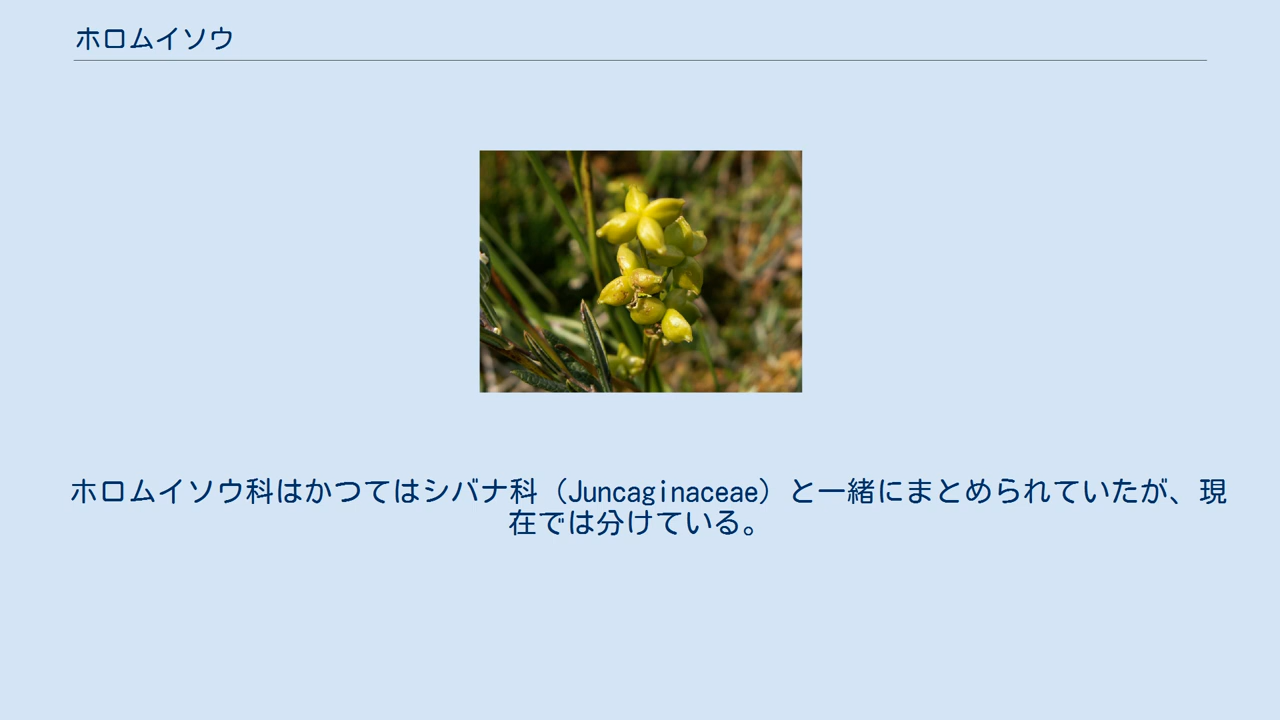 ホロムイソウ
ホロムイソウ科はかつてはシバナ科（Juncaginaceae）と一緒にまとめられていたが、現
在では分けている。